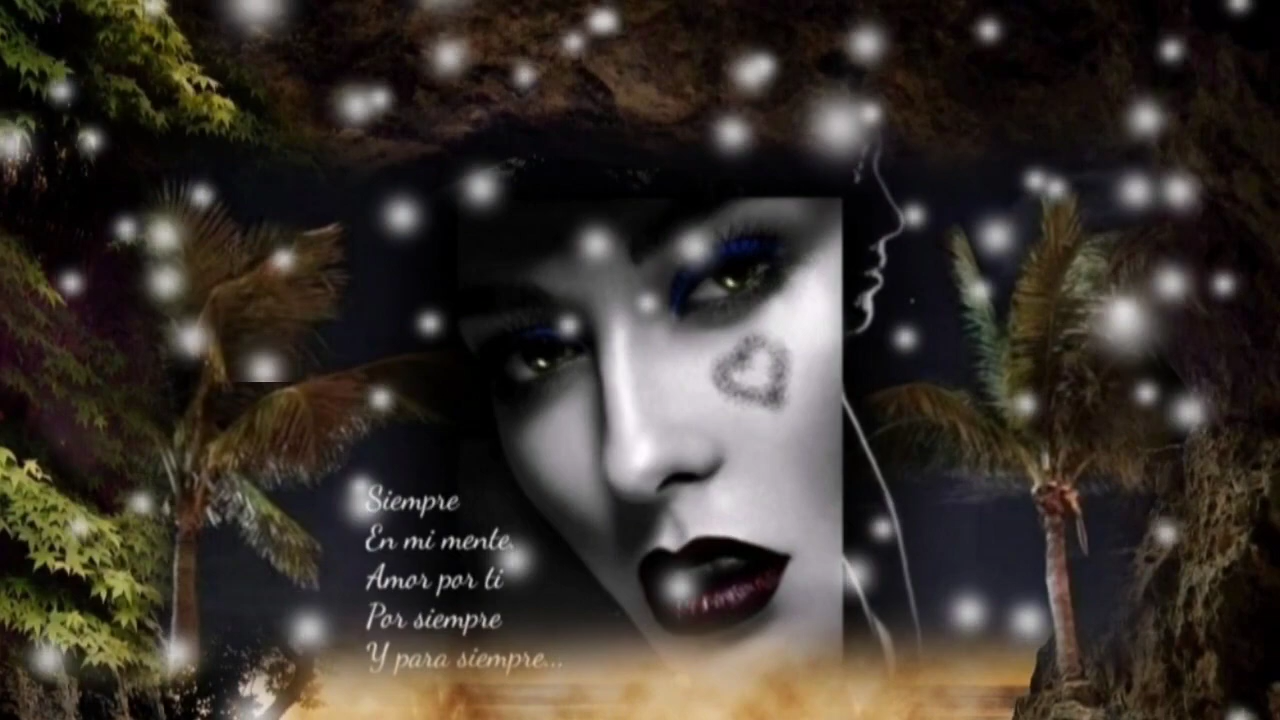 Siempre
En mi mente,
Amor por ti
Por siempre
Y para siempre...